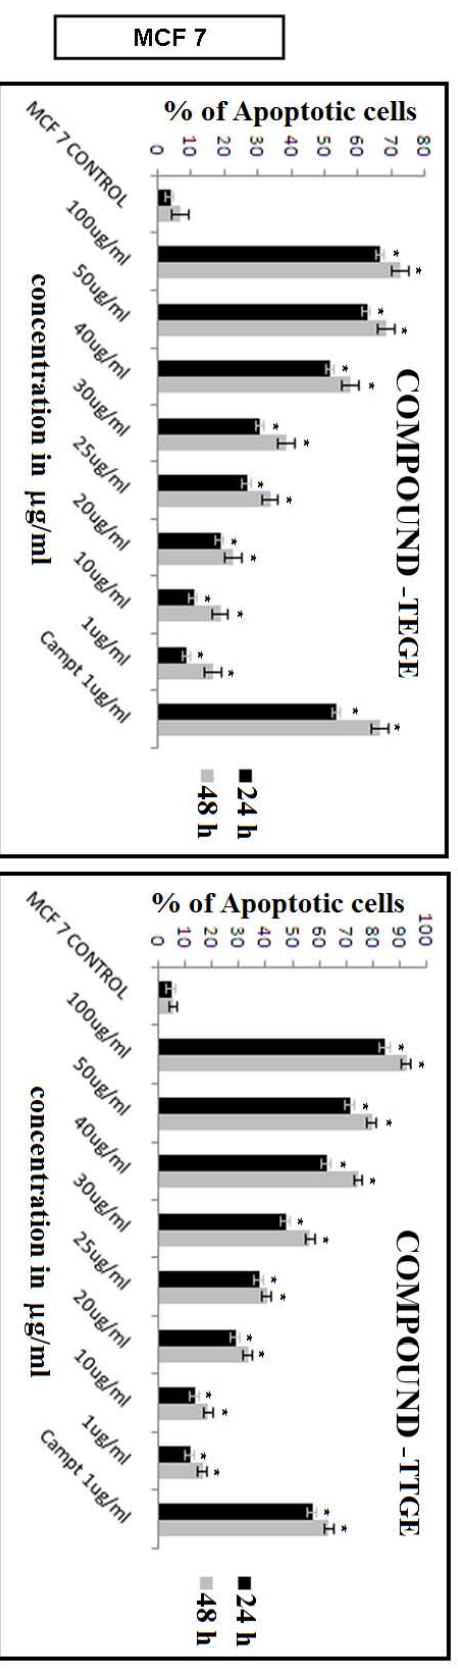 MCF 7
COMPOUND -TEGE
% of Apoptotic cells
80
70
60
50
40
30
20
10
0
* * * * * * * * * * * * * * * * * *
MCF 7 CONTROL
100ug/ml
50ug/ml
40ug/ml
30ug/ml
25ug/ml
20ug/ml
10ug/ml
1ug/ml
Campt 1ug/ml
concentration in µg/ml
24 h
48 h
COMPOUND -TTGE
% of Apoptotic cells
100
90
80
70
60
50
40
30
20
10
0
* * * * * * * * * * * * * * * * * *
MCF 7 CONTROL
100ug/ml
50ug/ml
40ug/ml
30ug/ml
25ug/ml
20ug/ml
10ug/ml
1ug/ml
Campt 1ug/ml
concentration in µg/ml
24 h
48 h